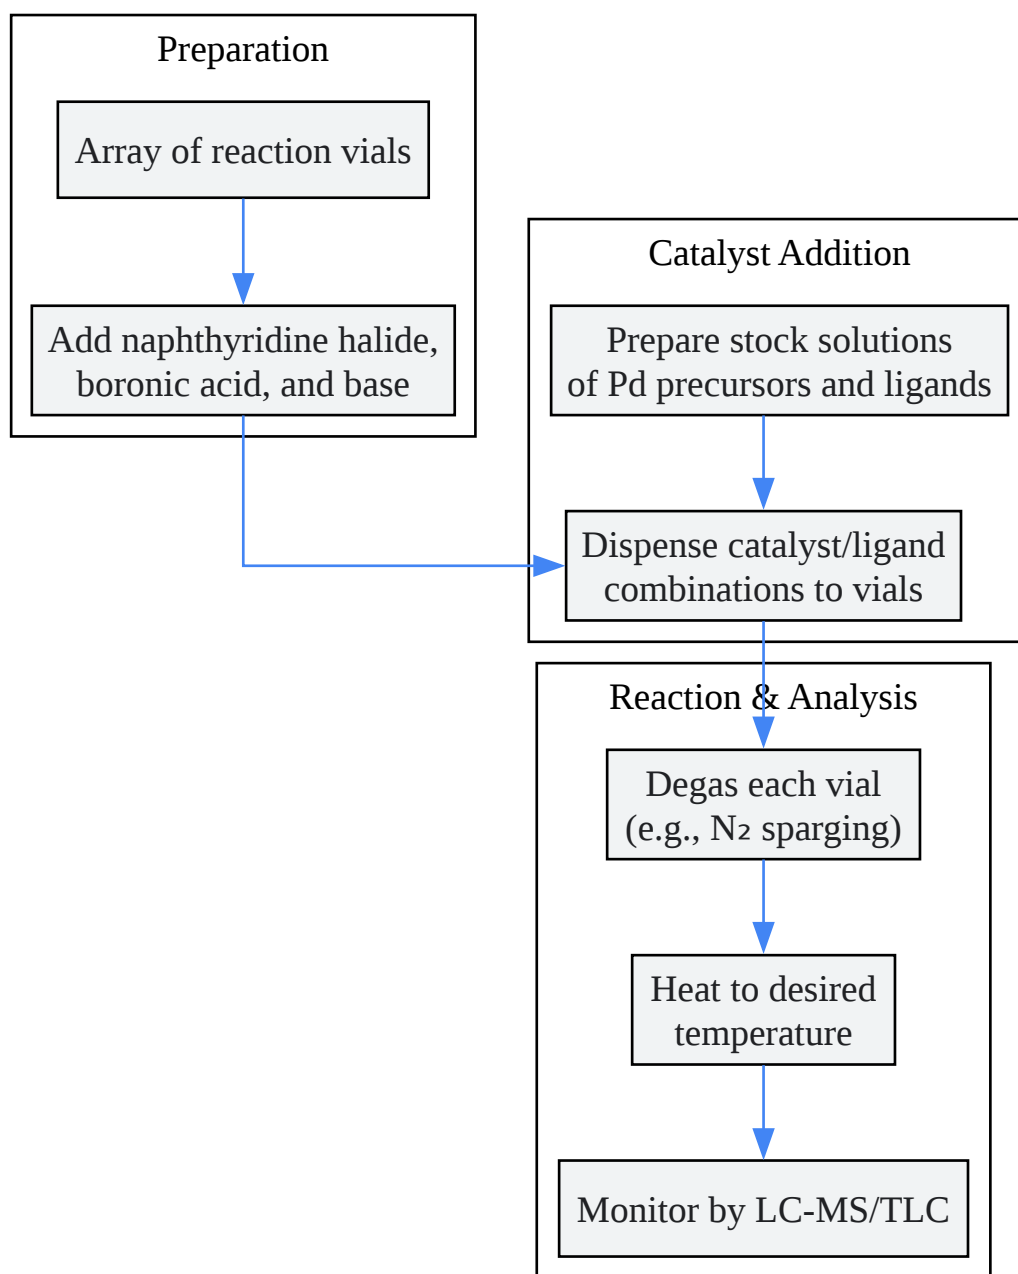 Preparation
Array of reaction vials
Add naphthyridine halide,
boronic acid, and base
Catalyst Addition
Prepare stock solutions
of Pd precursors and ligands
Dispense catalyst/ligand
combinations to vials
Reaction & Analysis
Degas each vial
(e.g., N₂ sparging)
Heat to desired
temperature
Monitor by LC-MS/TLC